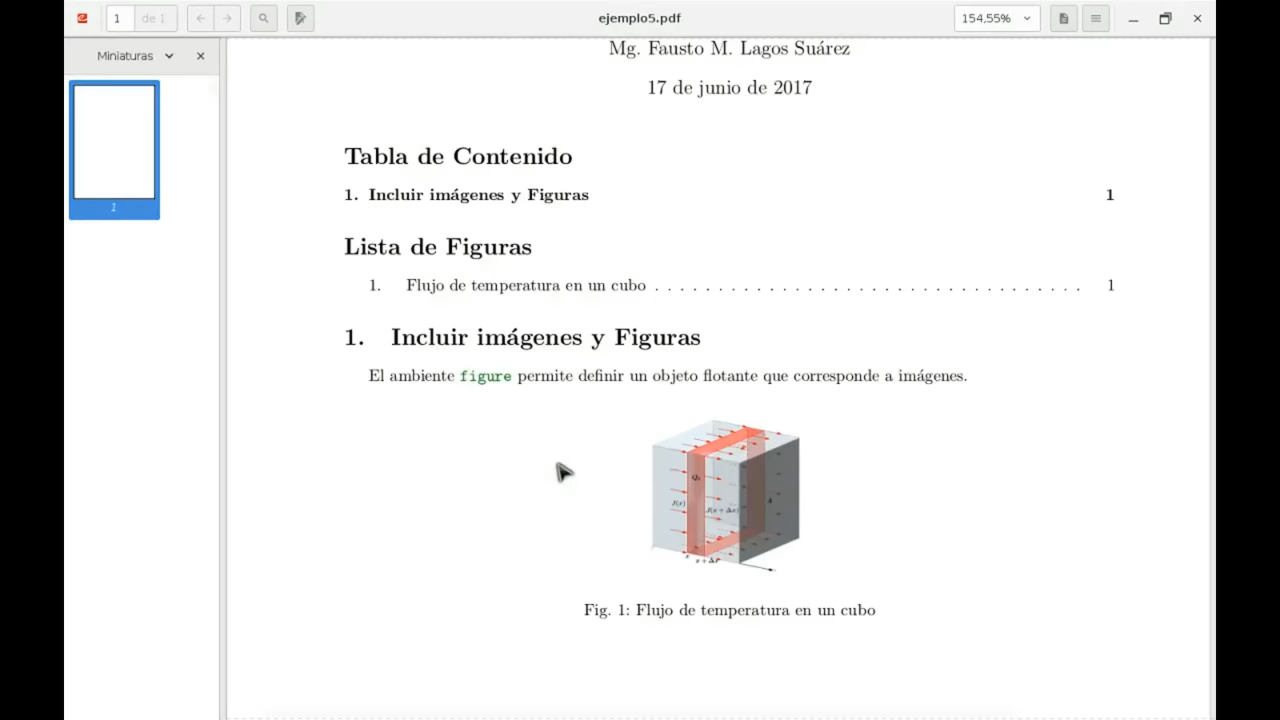 1 de 1
ejemplo5.pdf
154,55%
Miniaturas
1
Mg. Fausto M. Lagos Suárez
17 de junio de 2017
Tabla de Contenido
1. Incluir imágenes y Figuras 1
Lista de Figuras
1. Flujo de temperatura en un cubo . . . . . . . . . . . . . . . . . . . . . . . . . . . . . . . . . . 1
1. Incluir imágenes y Figuras
El ambiente figure permite definir un objeto flotante que corresponde a imágenes.
J(x)
J(x + Δx)
A
x
x + Δx
Fig. 1: Flujo de temperatura en un cubo